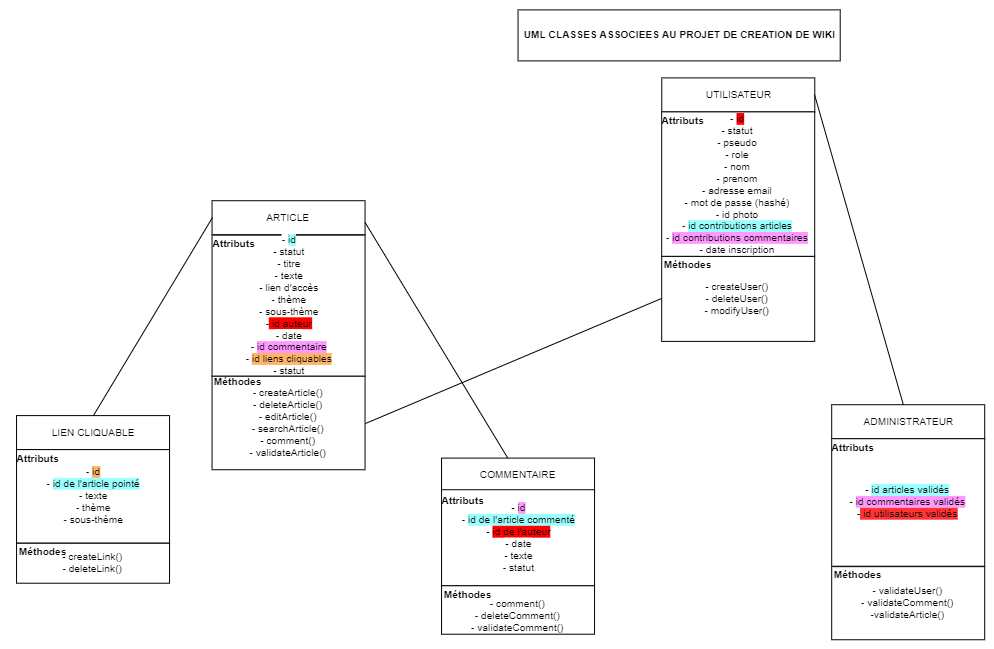 UML CLASSES ASSOCIEES AU PROJET DE CREATION DE WIKI
UTILISATEUR
Attributs
- id
- statut
- pseudo
- role
- nom
- prenom
- adresse email
- mot de passe (hashé)
- id photo
- id contributions articles
- id contributions commentaires
- date inscription
Méthodes
- createUser()
- deleteUser()
- modifyUser()
ARTICLE
Attributs
- id
- statut
- titre
- texte
- lien d'accès
- thème
- sous-thème
- id auteur
- date
- id commentaire
- id liens cliquables
- statut
Méthodes
- createArticle()
- deleteArticle()
- editArticle()
- searchArticle()
- comment()
- validateArticle()
LIEN CLIQUABLE
Attributs
- id
- id de l'article pointé
- texte
- thème
- sous-thème
Méthodes
- createLink()
- deleteLink()
COMMENTAIRE
Attributs
- id
- id de l'article commenté
- id de l'auteur
- date
- texte
- statut
Méthodes
- comment()
- deleteComment()
- validateComment()
ADMINISTRATEUR
Attributs
- id articles validés
- id commentaires validés
- id utilisateurs validés
Méthodes
- validateUser()
- validateComment()
-validateArticle()